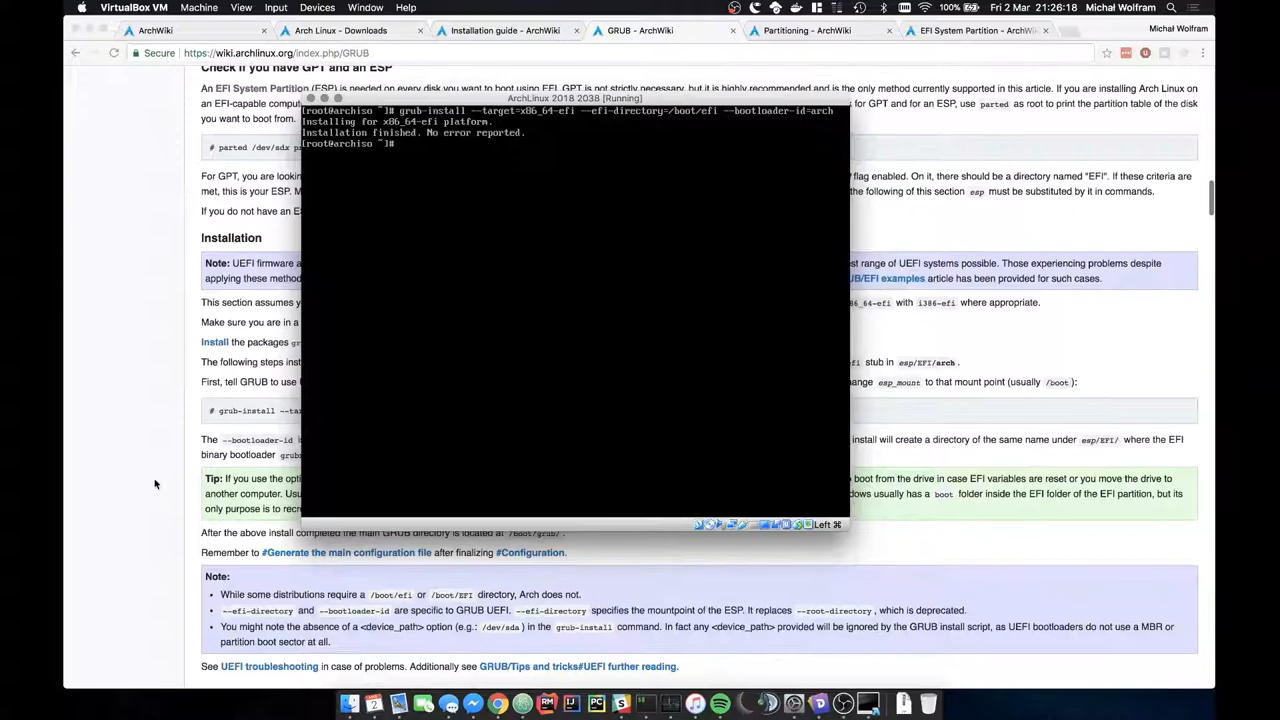 VirtualBox VM Machine View Input Devices Window Help 100% Fri 2 Mar 21:26:18 Michał Wolfram
ArchWiki Arch Linux - Downloads Installation guide - ArchWiki GRUB - ArchWiki Partitioning - ArchWiki EFI System Partition - ArchWiki Michał Wolfram
Secure https://wiki.archlinux.org/index.php/GRUB
Check if you have GPT and an ESP
An EFI System Partition (ESP) is needed on every disk you want to boot using EFI. GPT is not strictly necessary, but it is highly recommended and is the only method currently supported in this article. If you are installing Arch Linux on
an EFI-capable compu for GPT and for an ESP, use parted as root to print the partition table of the disk
you want to boot from.
# parted /dev/sdx p
For GPT, you are lookin flag enabled. On it, there should be a directory named "EFI". If these criteria are
met, this is your ESP. M the following of this section esp must be substituted by it in commands.
If you do not have an E
Installation
Note: UEFI firmware a est range of UEFI systems possible. Those experiencing problems despite
applying these metho UB/EFI examples article has been provided for such cases.
This section assumes y 86_64-efi with i386-efi where appropriate.
Make sure you are in a
Install the packages gr
The following steps inst fi stub in esp/EFI/arch.
First, tell GRUB to use hange esp_mount to that mount point (usually /boot):
# grub-install --ta
The --bootloader-id i install will create a directory of the same name under esp/EFI/ where the EFI
binary bootloader grub
Tip: If you use the opti boot from the drive in case EFI variables are reset or you move the drive to
another computer. Usu dows usually has a boot folder inside the EFI folder of the EFI partition, but its
only purpose is to recr
After the above install completed the main GRUB directory is located at /boot/grub/.
Remember to #Generate the main configuration file after finalizing #Configuration.
Note:
• While some distributions require a /boot/efi or /boot/EFI directory, Arch does not.
• --efi-directory and --bootloader-id are specific to GRUB UEFI. --efi-directory specifies the mountpoint of the ESP. It replaces --root-directory, which is deprecated.
• You might note the absence of a <device_path> option (e.g.: /dev/sda) in the grub-install command. In fact any <device_path> provided will be ignored by the GRUB install script, as UEFI bootloaders do not use a MBR or
partition boot sector at all.
See UEFI troubleshooting in case of problems. Additionally see GRUB/Tips and tricks#UEFI further reading.
ArchLinux 2018 2038 [Running]
[root@archiso ~]# grub-install --target=x86_64-efi --efi-directory=/boot/efi --bootloader-id=arch
Installing for x86_64-efi platform.
Installation finished. No error reported.
[root@archiso ~]#
Left ⌘